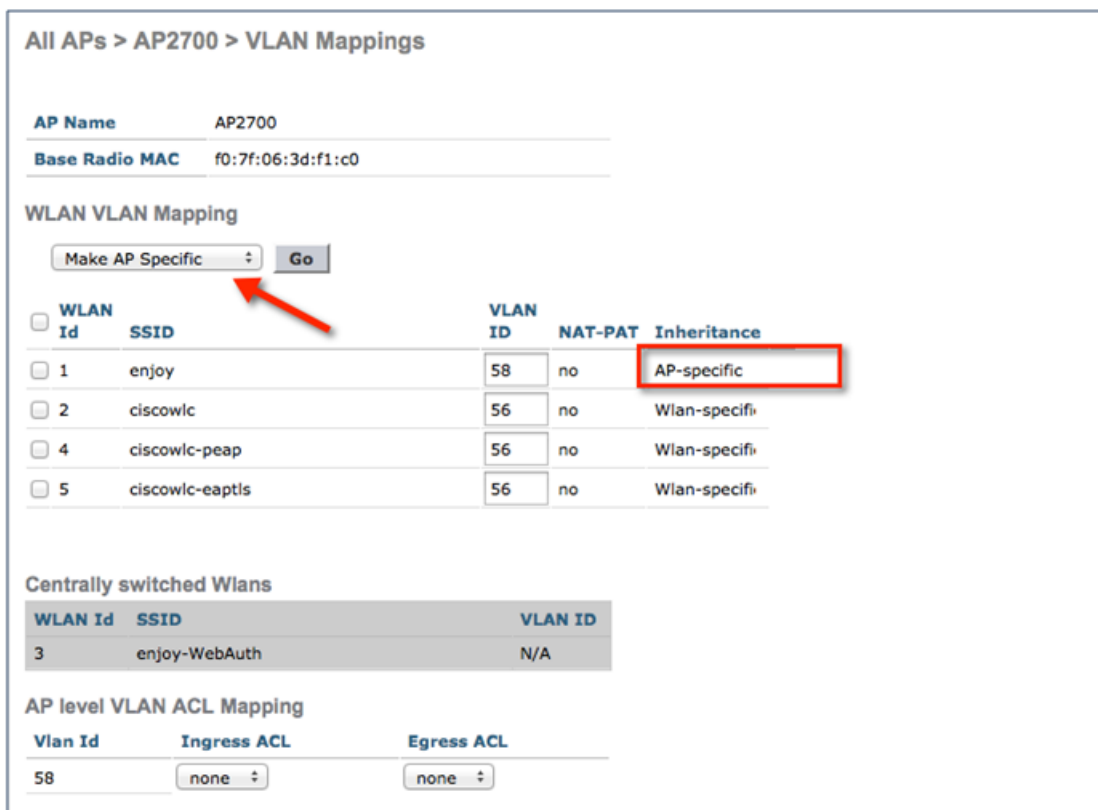 All APs > AP2700 > VLAN Mappings
AP Name AP2700
Base Radio MAC f0:7f:06:3d:f1:c0
WLAN VLAN Mapping
Make AP Specific Go
WLAN Id SSID VLAN ID NAT-PAT Inheritance
1 enjoy 58 no AP-specific
2 ciscowlc 56 no Wlan-specifi
4 ciscowlc-peap 56 no Wlan-specifi
5 ciscowlc-eaptls 56 no Wlan-specifi
Centrally switched Wlans
WLAN Id SSID VLAN ID
3 enjoy-WebAuth N/A
AP level VLAN ACL Mapping
Vlan Id Ingress ACL Egress ACL
58 none none